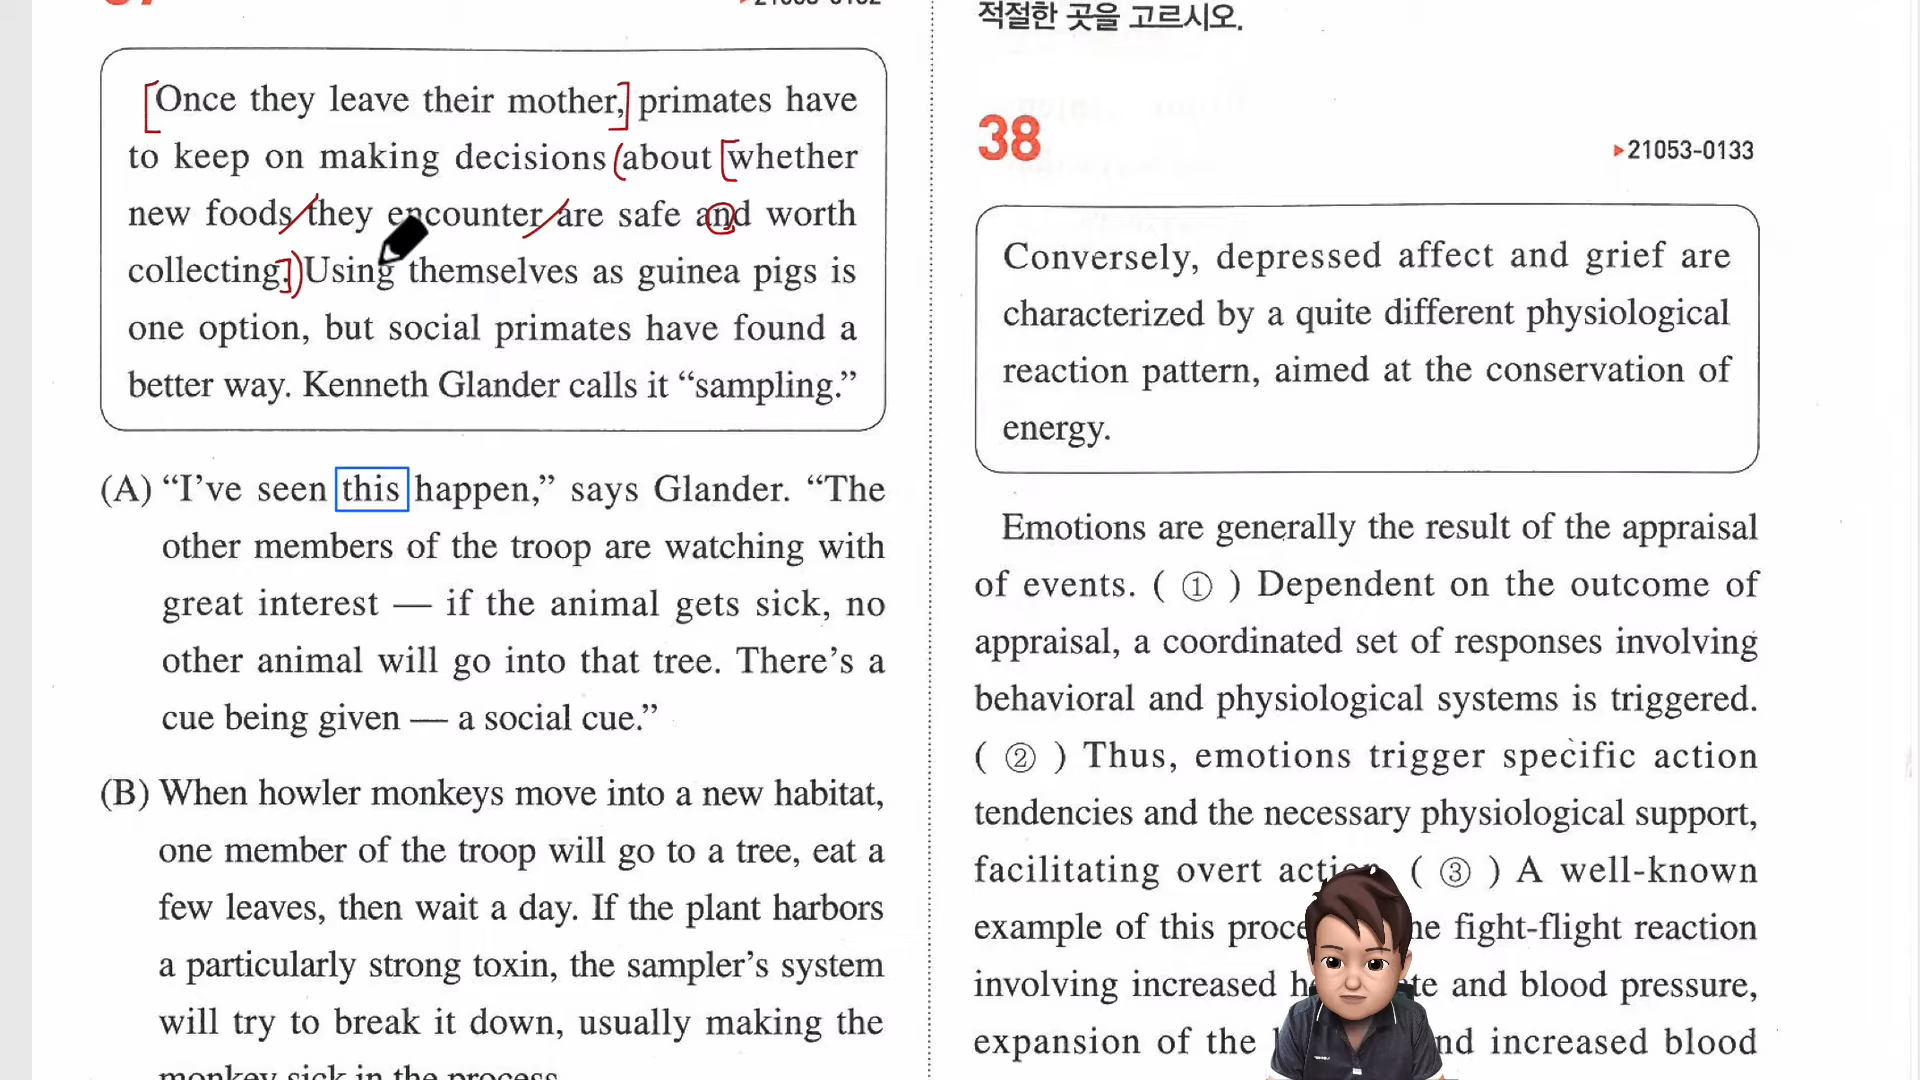 Once they leave their mother, primates have
to keep on making decisions about whether
new foods they encounter are safe and worth
collecting. Using themselves as guinea pigs is
one option, but social primates have found a
better way. Kenneth Glander calls it “sampling.”
(A) “I’ve seen this happen,” says Glander. “The
other members of the troop are watching with
great interest — if the animal gets sick, no
other animal will go into that tree. There’s a
cue being given — a social cue.”
(B) When howler monkeys move into a new habitat,
one member of the troop will go to a tree, eat a
few leaves, then wait a day. If the plant harbors
a particularly strong toxin, the sampler’s system
will try to break it down, usually making the
monkey sick in the process.
적절한 곳을 고르시오.
38
▶21053-0133
Conversely, depressed affect and grief are
characterized by a quite different physiological
reaction pattern, aimed at the conservation of
energy.
Emotions are generally the result of the appraisal
of events. ( ① ) Dependent on the outcome of
appraisal, a coordinated set of responses involving
behavioral and physiological systems is triggered.
( ② ) Thus, emotions trigger specific action
tendencies and the necessary physiological support,
facilitating overt action. ( ③ ) A well-known
example of this fight-flight reaction
involving increased and blood pressure,
expansion of the increased blood